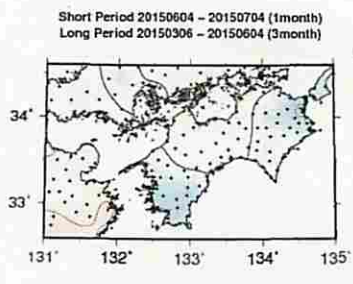 Short Period 20150604 – 20150704 (1month)
Long Period 20150306 – 20150604 (3month)
34˚
33˚
131˚ 132˚ 133˚ 134˚ 135˚